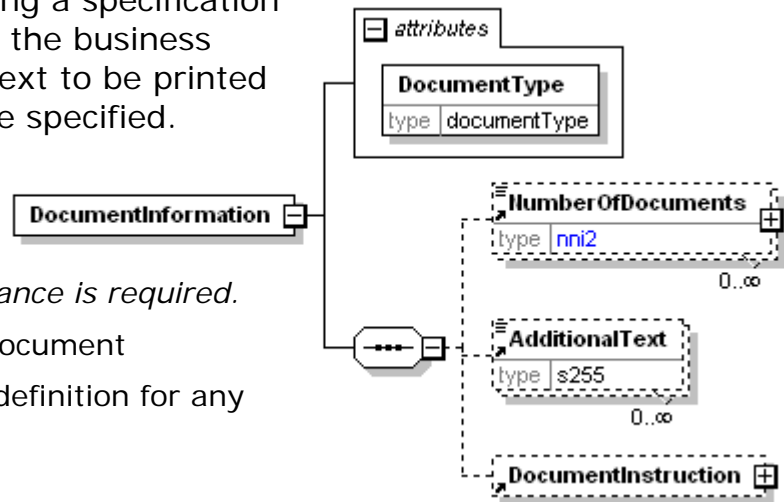 ng a specification
the business
ext to be printed
e specified.
ance is required.
ocument
definition for any
attributes
DocumentType
type documentType
DocumentInformation
NumberOfDocuments
type nni2
0..∞
AdditionalText
type s255
0..∞
DocumentInstruction